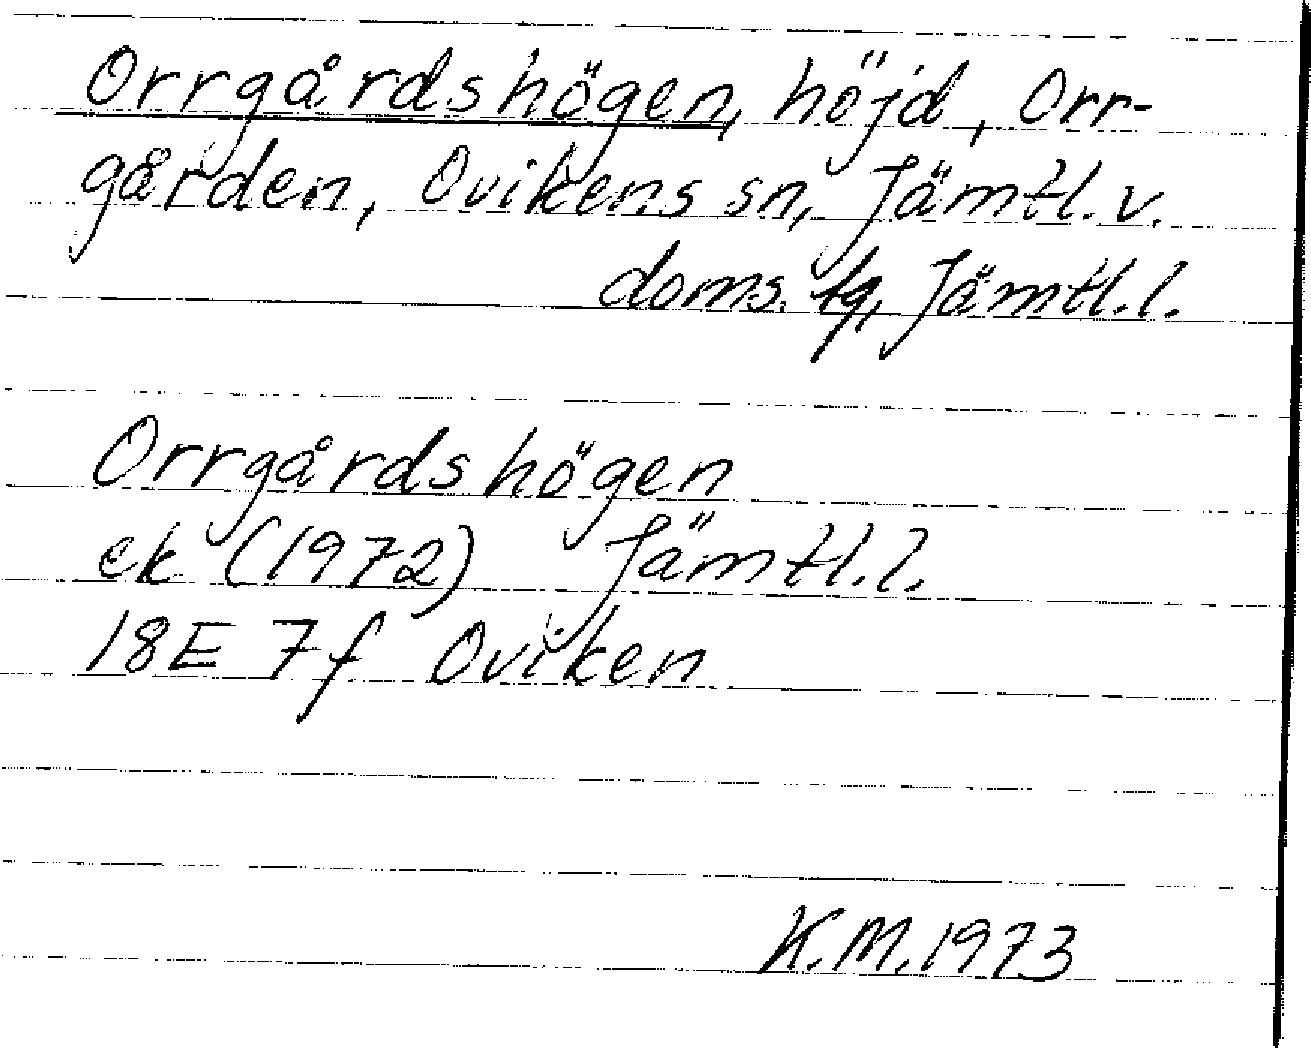 Orrgårdshögen, höjd, Orr-
gården, Ovikens sn, Jämtl. v.
doms. tg, Jämtl. l.
Orrgårdshögen
ek (1972) Jämtl. l.
18E 7f Oviken
K.M. 1973